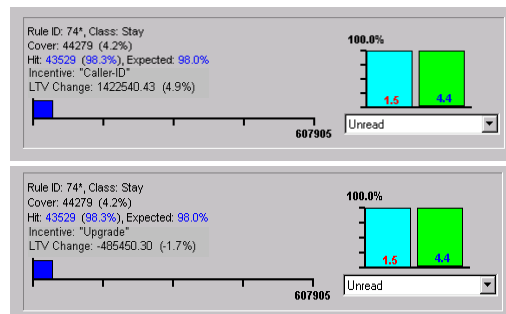 Rule ID: 74*, Class: Stay
Cover: 44279 (4.2%)
Hit: 43529 (98.3%), Expected: 98.0%
Incentive: "Caller-ID"
LTV Change: 1422540.43 (4.9%)
607905
100.0%
1.5 4.4
Unread
Rule ID: 74*, Class: Stay
Cover: 44279 (4.2%)
Hit: 43529 (98.3%), Expected: 98.0%
Incentive: "Upgrade"
LTV Change: -485450.30 (-1.7%)
607905
100.0%
1.5 4.4
Unread